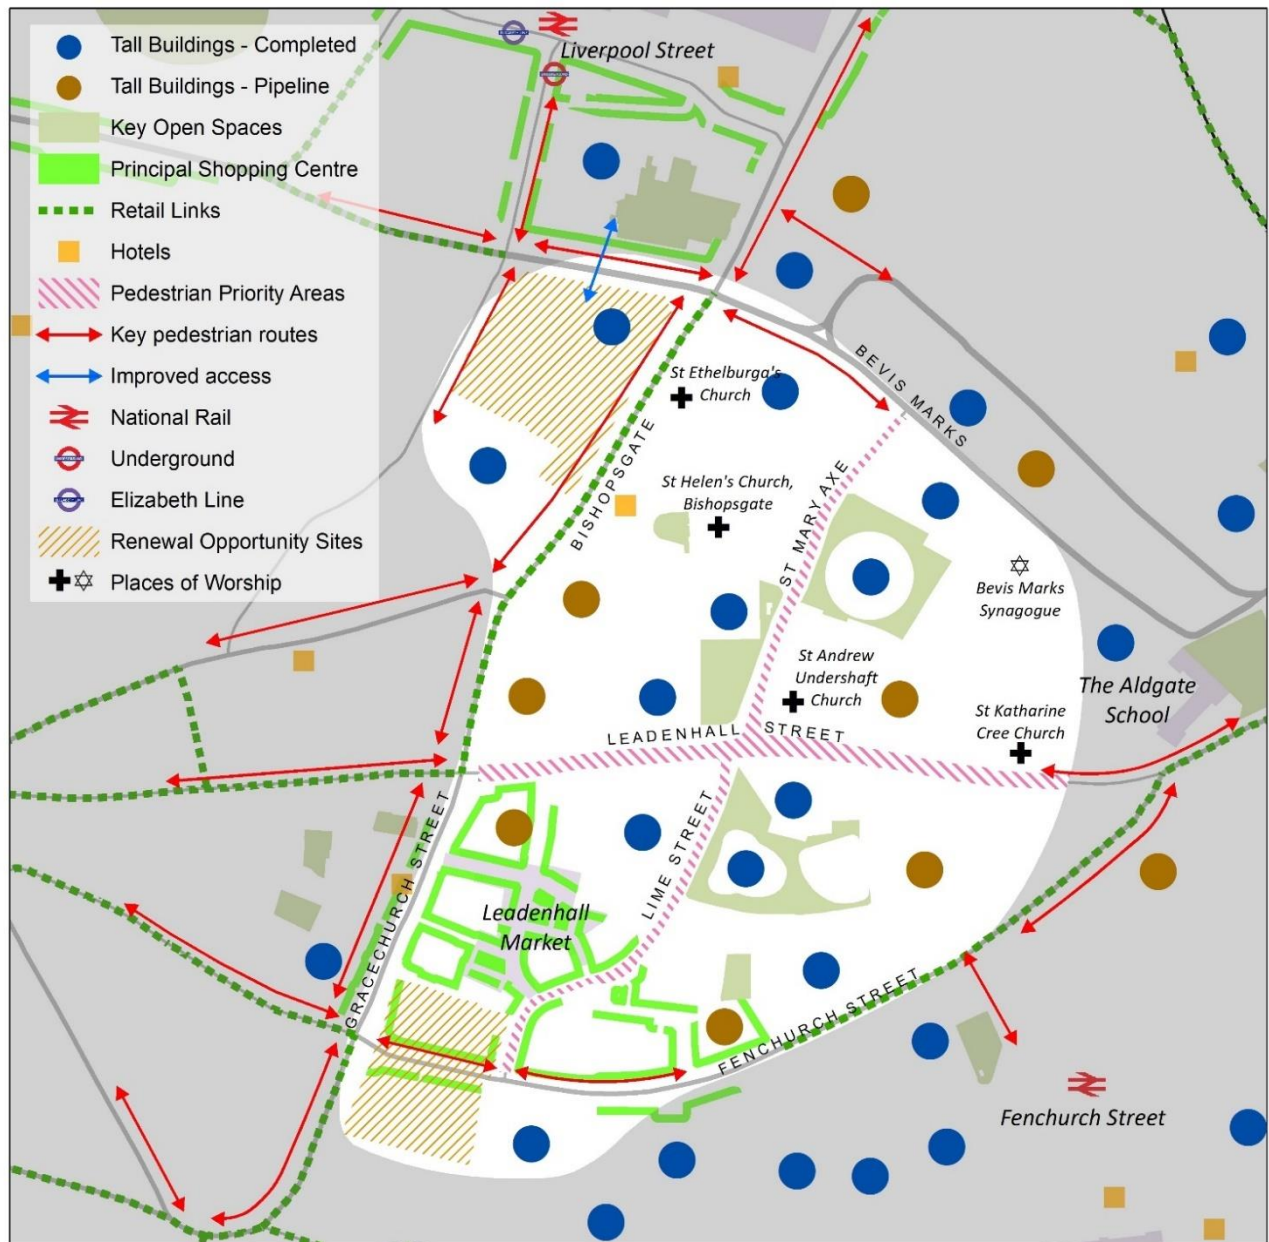 Tall Buildings - Completed
Tall Buildings - Pipeline
Key Open Spaces
Principal Shopping Centre
Retail Links
Hotels
Pedestrian Priority Areas
Key pedestrian routes
Improved access
National Rail
Underground
Elizabeth Line
Renewal Opportunity Sites
Places of Worship
Liverpool Street
BEVIS MARKS
St Ethelburga's
Church
BISHOPSGATE
St Helen's Church,
Bishopsgate
ST MARY AXE
Bevis Marks
Synagogue
St Andrew
Undershaft
Church
The Aldgate
School
St Katharine
Cree Church
LEADENHALL STREET
GRACECHURCH STREET
LIME STREET
Leadenhall
Market
FENCHURCH STREET
Fenchurch Street